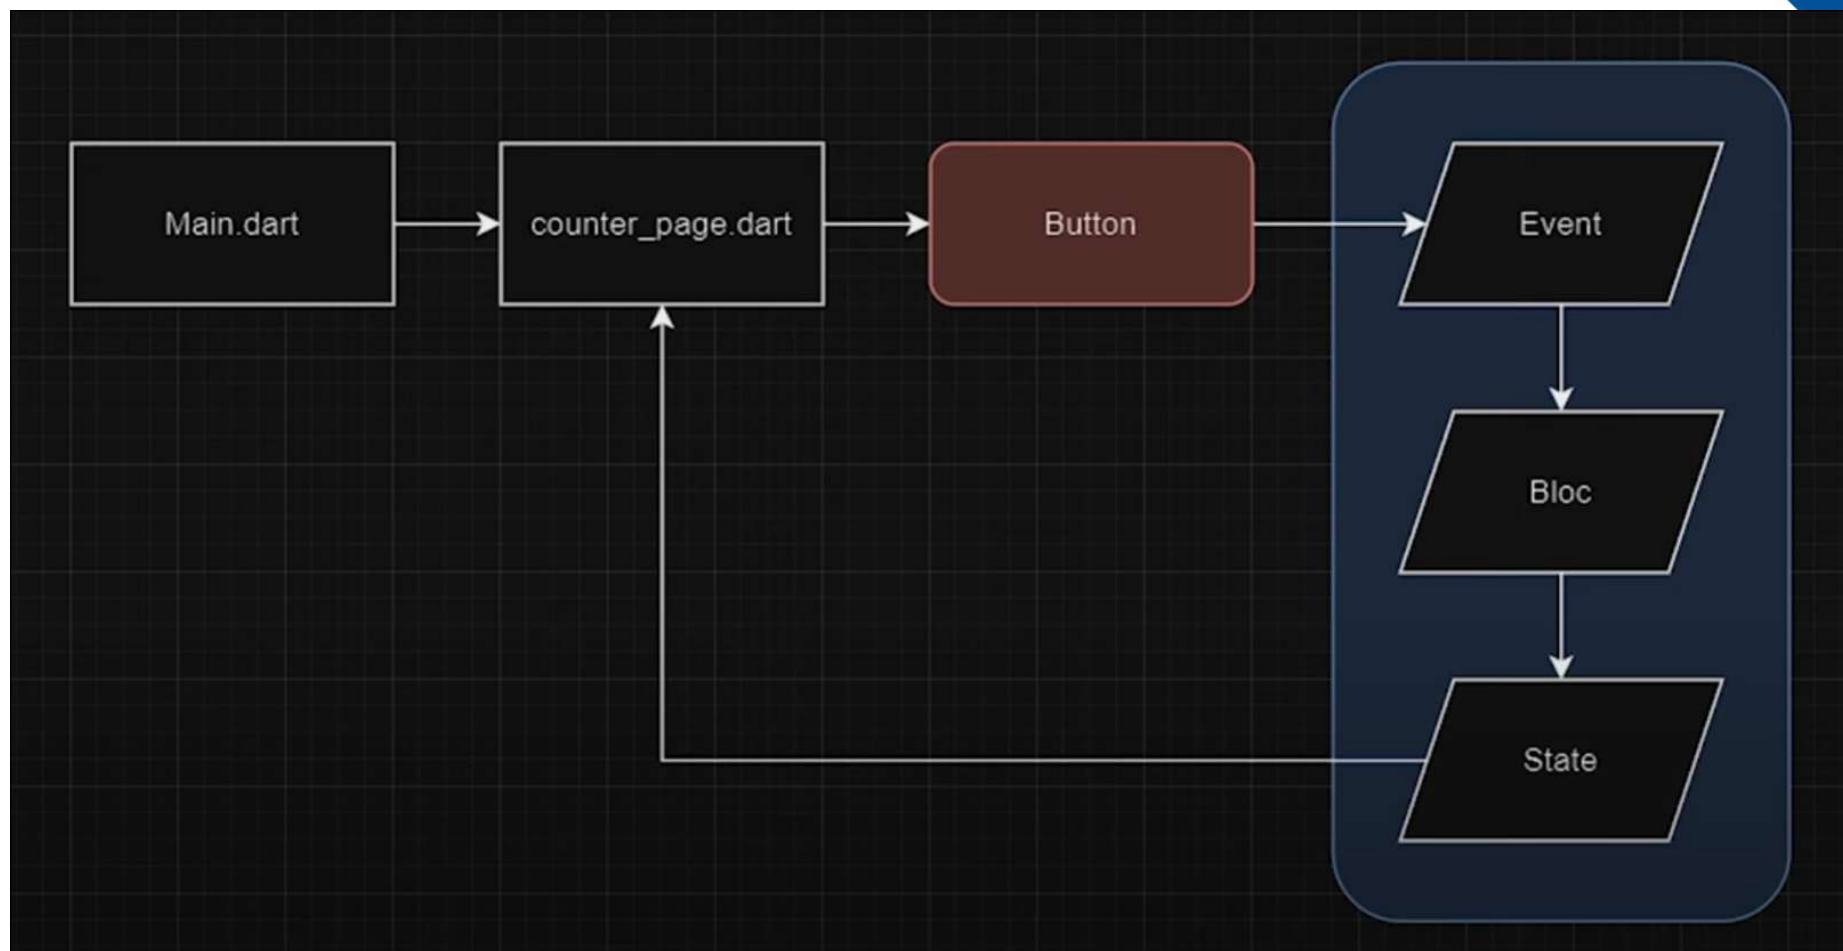 Main.dart
counter_page.dart
Button
Event
Bloc
State